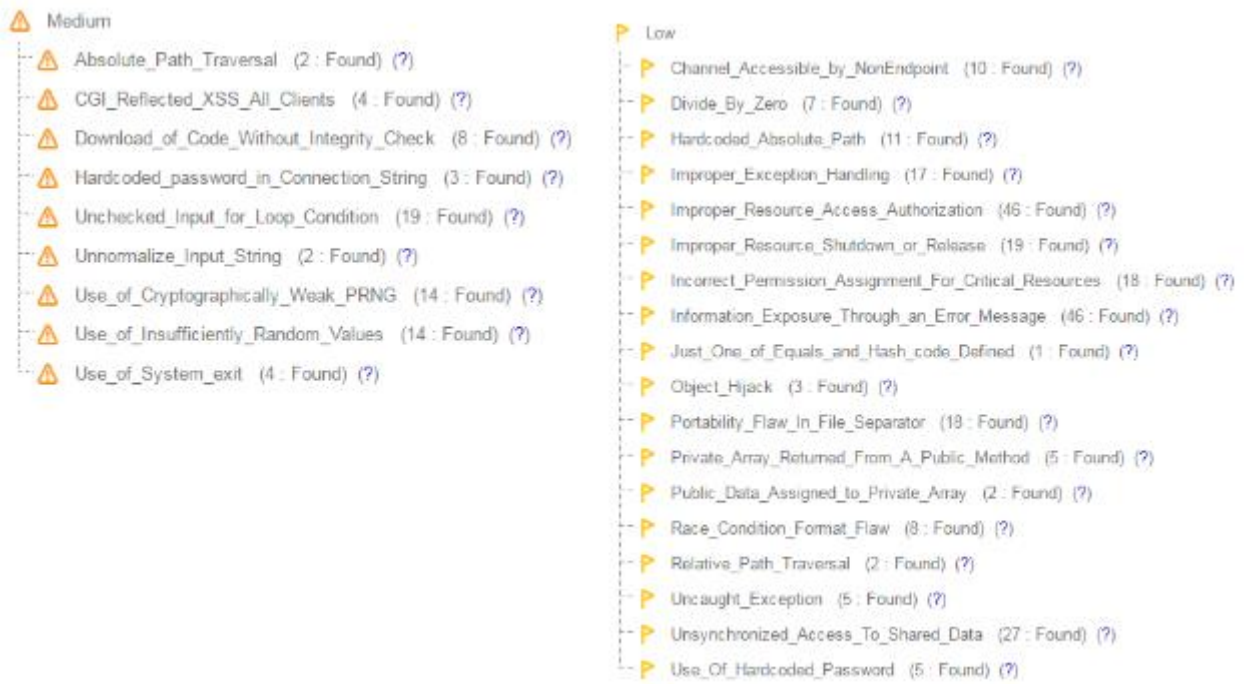 Medium
Absolute_Path_Traversal (2 : Found) (?)
CGI_Reflected_XSS_All_Clients (4 : Found) (?)
Download_of_Code_Without_Integrity_Check (8 : Found) (?)
Hardcoded_password_in_Connection_String (3 : Found) (?)
Unchecked_Input_for_Loop_Condition (19 : Found) (?)
Unnormalize_Input_String (2 : Found) (?)
Use_of_Cryptographically_Weak_PRNG (14 : Found) (?)
Use_of_Insufficiently_Random_Values (14 : Found) (?)
Use_of_System_exit (4 : Found) (?)
Low
Channel_Accessible_by_NonEndpoint (10 : Found) (?)
Divide_By_Zero (7 : Found) (?)
Hardcoded_Absolute_Path (11 : Found) (?)
Improper_Exception_Handling (17 : Found) (?)
Improper_Resource_Access_Authorization (46 : Found) (?)
Improper_Resource_Shutdown_or_Release (19 : Found) (?)
Incorrect_Permission_Assignment_For_Critical_Resources (18 : Found) (?)
Information_Exposure_Through_an_Error_Message (46 : Found) (?)
Just_One_of_Equals_and_Hash_code_Defined (1 : Found) (?)
Object_Hijack (3 : Found) (?)
Portability_Flaw_In_File_Separator (18 : Found) (?)
Private_Array_Returned_From_A_Public_Method (5 : Found) (?)
Public_Data_Assigned_to_Private_Array (2 : Found) (?)
Race_Condition_Format_Flaw (8 : Found) (?)
Relative_Path_Traversal (2 : Found) (?)
Uncaught_Exception (5 : Found) (?)
Unsynchronized_Access_To_Shared_Data (27 : Found) (?)
Use_Of_Hardcoded_Password (5 : Found) (?)